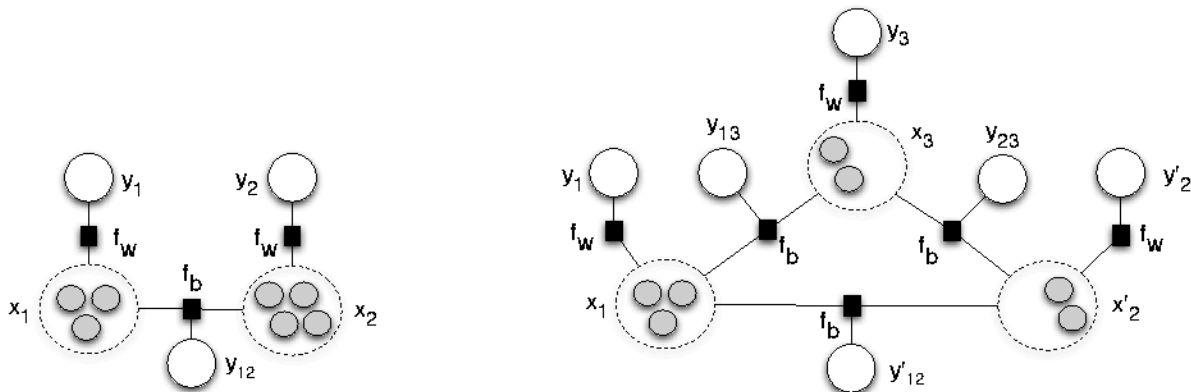 y1 y2
fw fw
x1 fb x2
y12
y3
fw
y13 x3 y23
y1 y'2
fw fb fb fw
x1 fb x'2
y'12